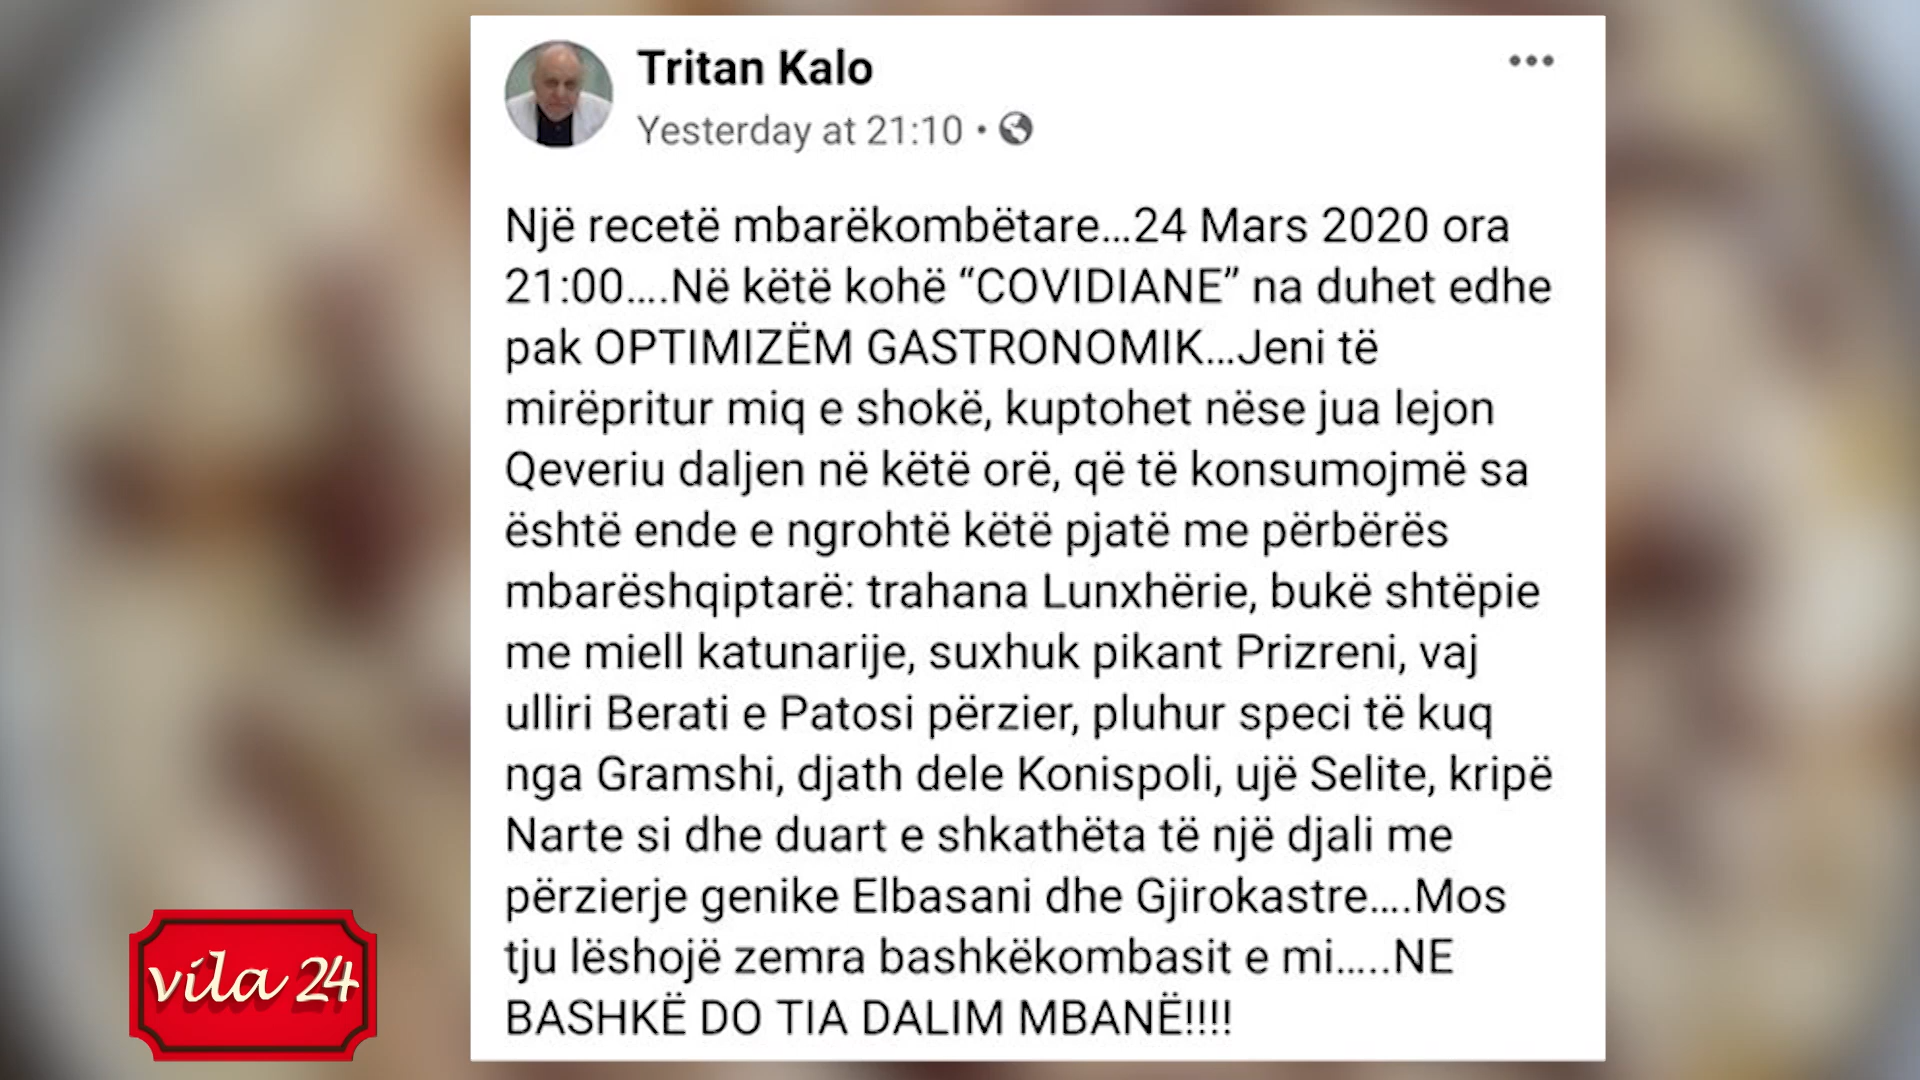 Tritan Kalo
Yesterday at 21:10 •
Një recetë mbarëkombëtare...24 Mars 2020 ora
21:00....Në këtë kohë “COVIDIANE” na duhet edhe
pak OPTIMIZËM GASTRONOMIK...Jeni të
mirëpritur miq e shokë, kuptohet nëse jua lejon
Qeveriu daljen në këtë orë, që të konsumojmë sa
është ende e ngrohtë këtë pjatë me përbërës
mbarëshqiptarë: trahana Lunxhërie, bukë shtëpie
me miell katunarije, suxhuk pikant Prizreni, vaj
ulliri Berati e Patosi përzier, pluhur speci të kuq
nga Gramshi, djath dele Konispoli, ujë Selite, kripë
Narte si dhe duart e shkathëta të një djali me
përzierje genike Elbasani dhe Gjirokastre....Mos
tju lëshojë zemra bashkëkombasit e mi.....NE
BASHKË DO TIA DALIM MBANË!!!!
vila 24